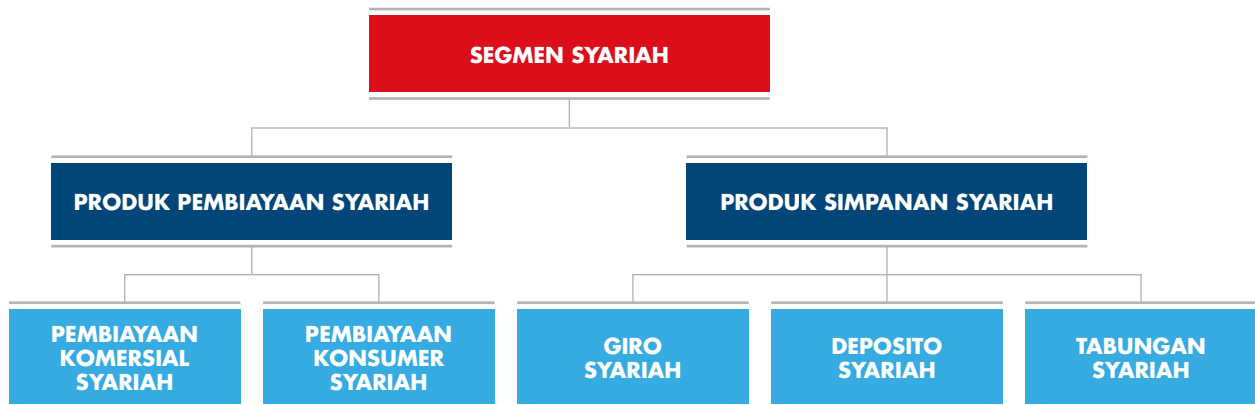 SEGMEN SYARIAH
PRODUK PEMBIAYAAN SYARIAH
PRODUK SIMPANAN SYARIAH
PEMBIAYAAN
KOMERSIAL
SYARIAH
PEMBIAYAAN
KONSUMER
SYARIAH
GIRO
SYARIAH
DEPOSITO
SYARIAH
TABUNGAN
SYARIAH